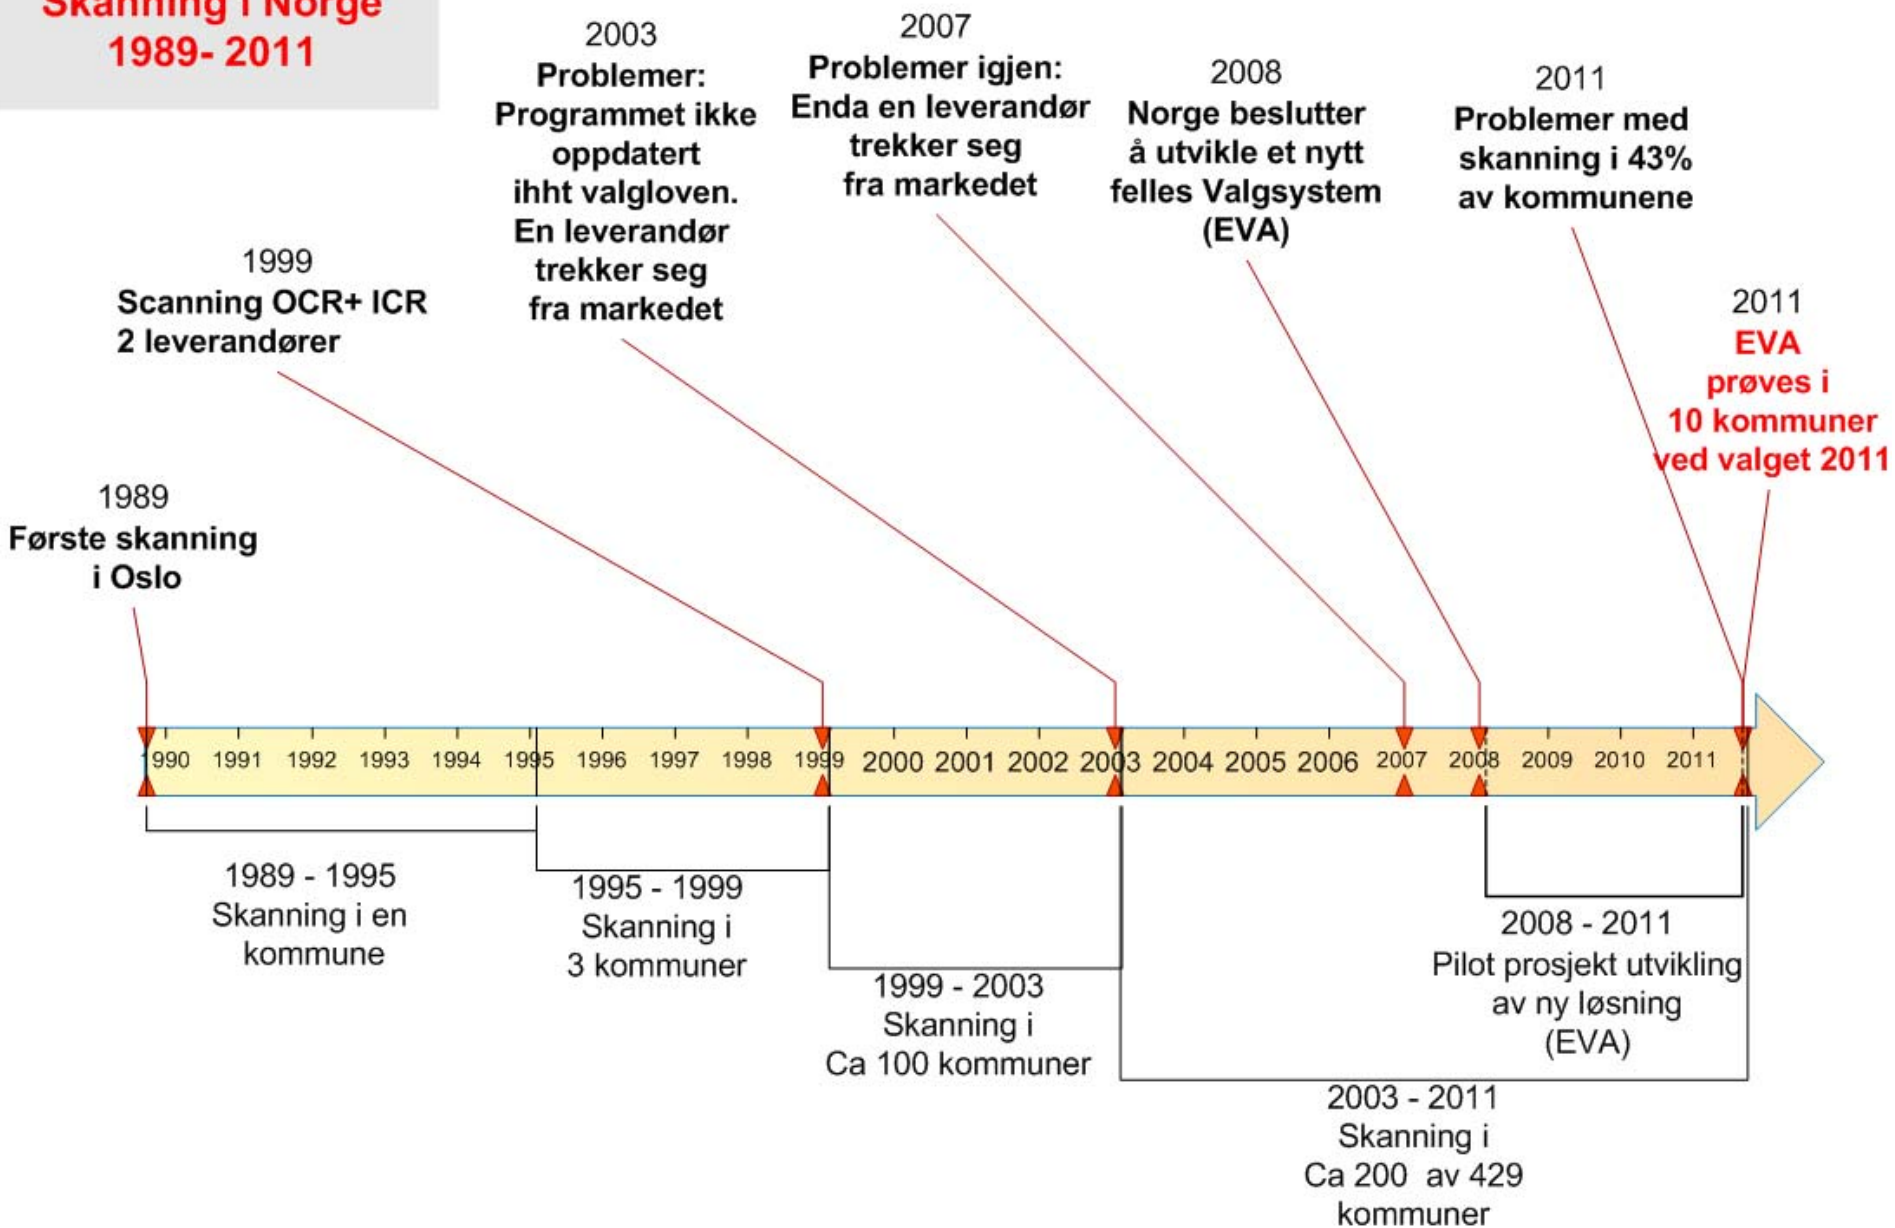 Skanning i Norge
1989- 2011
2003
Problemer:
Programmet ikke
oppdatert
ihht valgloven.
En leverandør
trekker seg
fra markedet
2007
Problemer igjen:
Enda en leverandør
trekker seg
fra markedet
2008
Norge beslutter
å utvikle et nytt
felles Valgsystem
(EVA)
2011
Problemer med
skanning i 43%
av kommunene
1999
Scanning OCR+ ICR
2 leverandører
2011
EVA
prøves i
10 kommuner
ved valget 2011
1989
Første skanning
i Oslo
1990 1991 1992 1993 1994 1995 1996 1997 1998 1999 2000 2001 2002 2003 2004 2005 2006 2007 2008 2009 2010 2011
1989 - 1995
Skanning i en
kommune
1995 - 1999
Skanning i
3 kommuner
1999 - 2003
Skanning i
Ca 100 kommuner
2008 - 2011
Pilot prosjekt utvikling
av ny løsning
(EVA)
2003 - 2011
Skanning i
Ca 200 av 429
kommuner